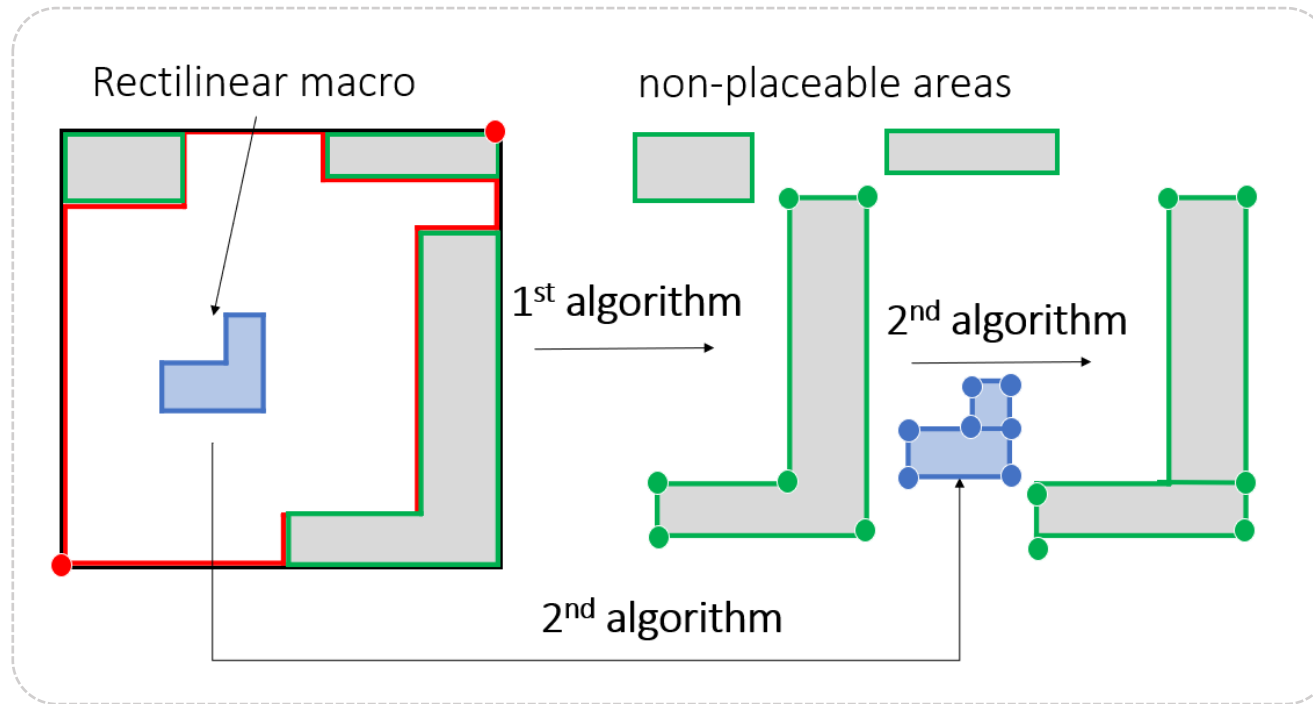 Rectilinear macro
non-placeable areas
1st algorithm
2nd algorithm
2nd algorithm